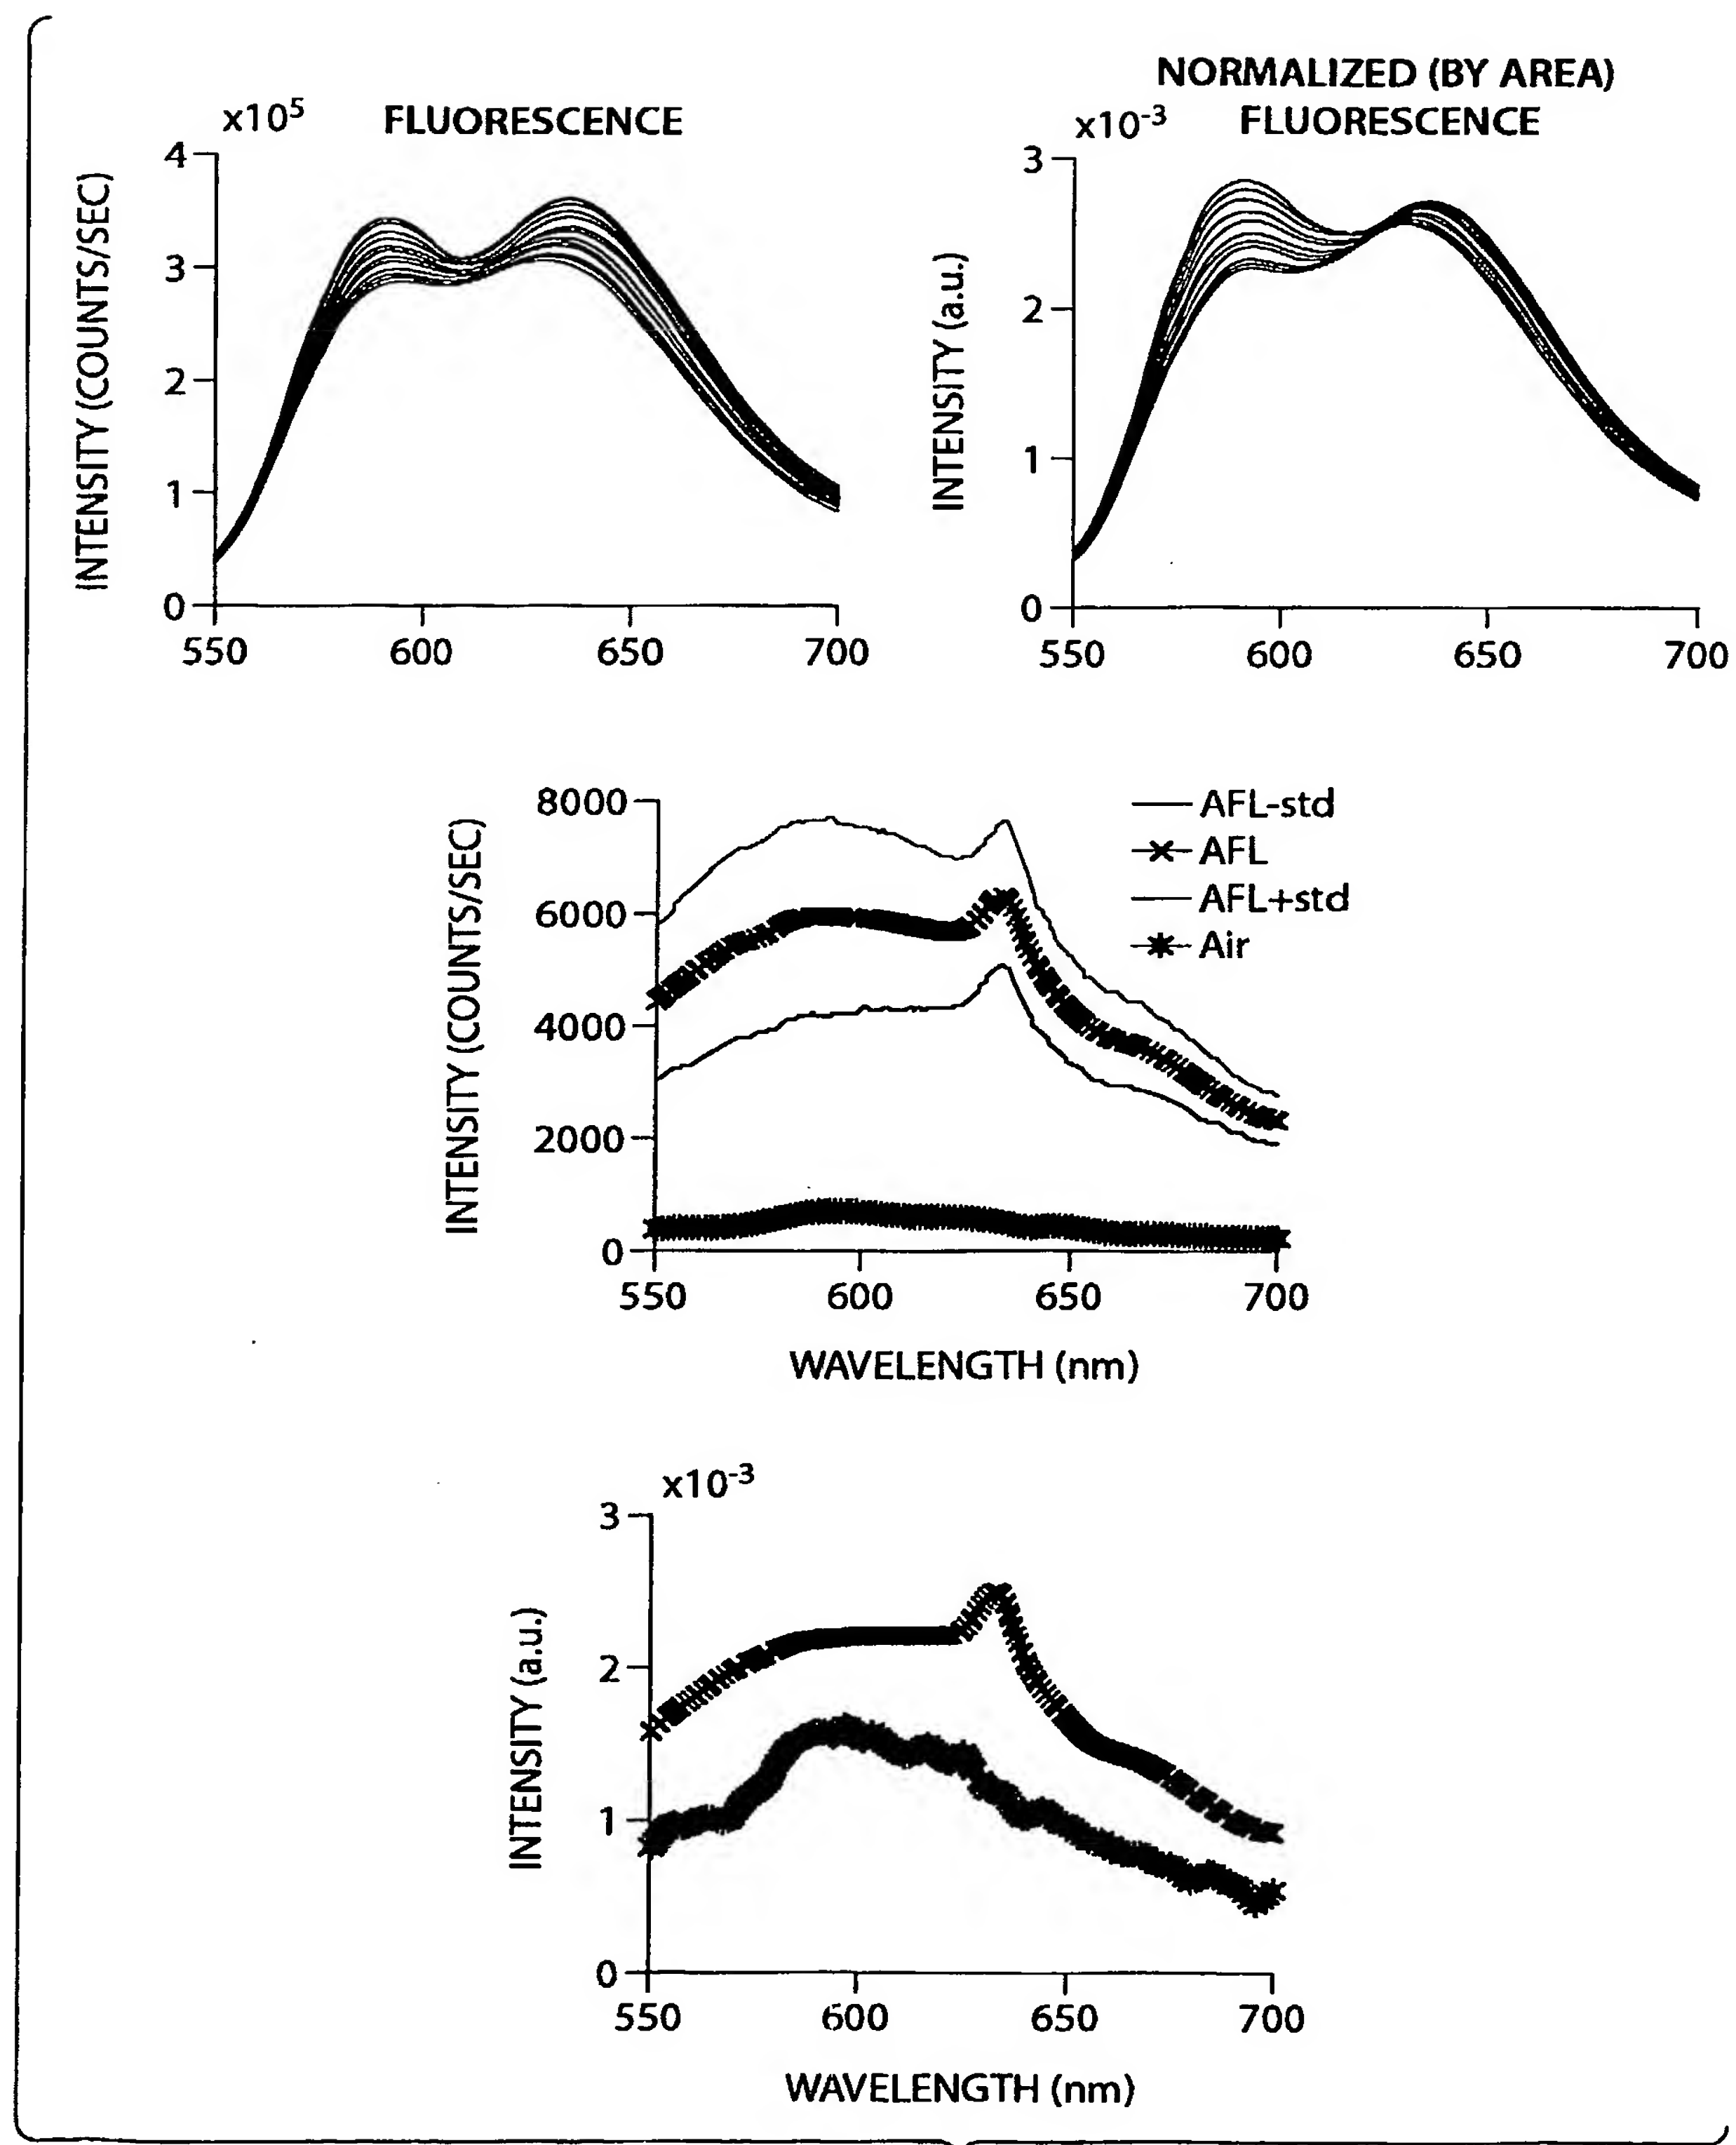 x10⁵ FLUORESCENCE
INTENSITY (COUNTS/SEC)
4
3
2
1
0
550 600 650 700
NORMALIZED (BY AREA)
x10⁻³ FLUORESCENCE
INTENSITY (a.u.)
3
2
1
0
550 600 650 700
INTENSITY (COUNTS/SEC)
8000
6000
4000
2000
0
550 600 650 700
WAVELENGTH (nm)
AFL-std
AFL
AFL+std
Air
x10⁻³
INTENSITY (a.u.)
3
2
1
0
550 600 650 700
WAVELENGTH (nm)